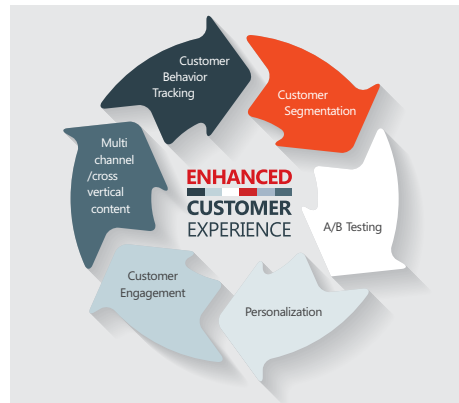 Customer
Behavior
Tracking
Customer
Segmentation
A/B Testing
Personalization
Customer
Engagement
Multi
channel
/cross
vertical
content
ENHANCED
CUSTOMER
EXPERIENCE